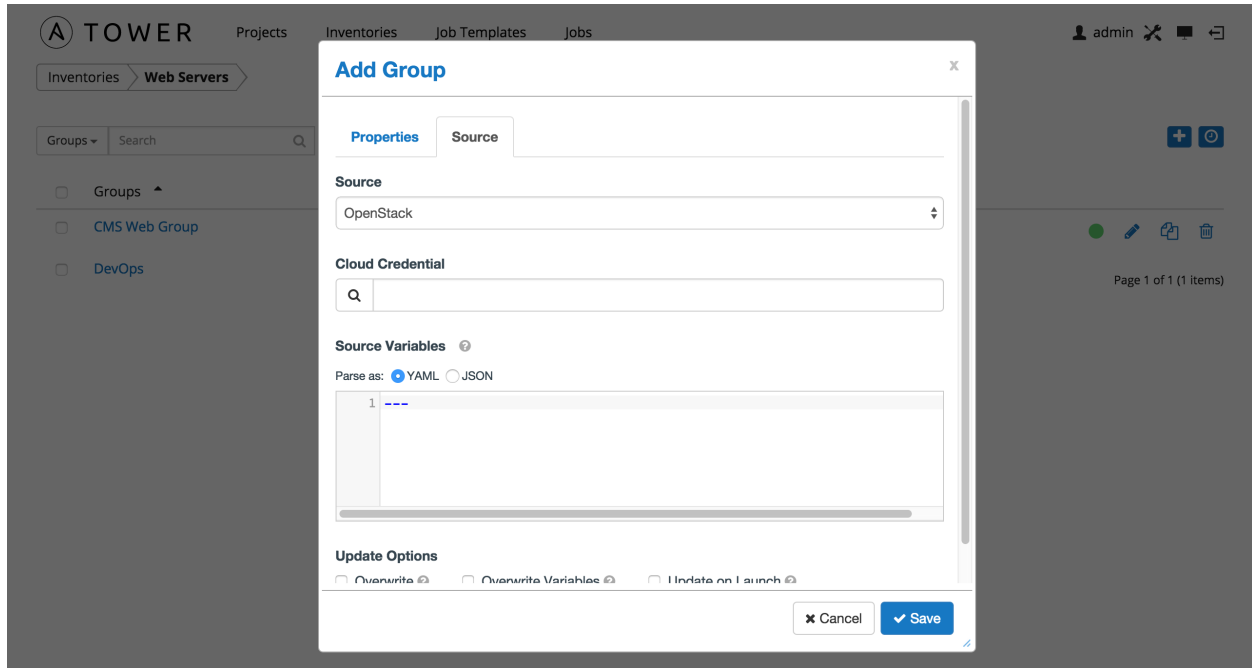 TOWER Projects Inventories Job Templates Jobs admin
Inventories Web Servers
Add Group x
Groups Search
Properties Source
Groups
Source
OpenStack
CMS Web Group
DevOps
Cloud Credential
Page 1 of 1 (1 items)
Source Variables ?
Parse as: YAML JSON
1 ---
Update Options
Overwrite ? Overwrite Variables ? Update on Launch ?
Cancel Save